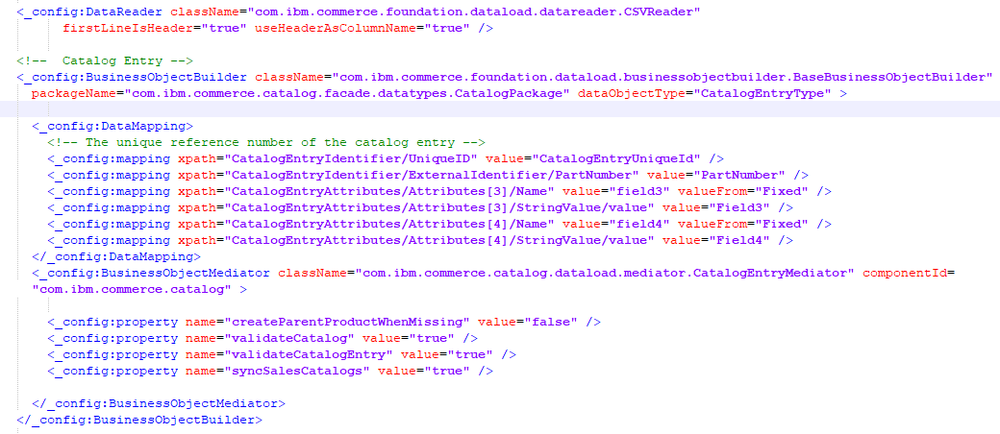 <_config:DataReader className="com.ibm.commerce.foundation.dataload.datareader.CSVReader"
firstLineIsHeader="true" useHeaderAsColumnName="true" />
<!--  Catalog Entry -->
<_config:BusinessObjectBuilder className="com.ibm.commerce.foundation.dataload.businessobjectbuilder.BaseBusinessObjectBuilder"
packageName="com.ibm.commerce.catalog.facade.datatypes.CatalogPackage" dataObjectType="CatalogEntryType" >
<_config:DataMapping>
<!-- The unique reference number of the catalog entry -->
<_config:mapping xpath="CatalogEntryIdentifier/UniqueID" value="CatalogEntryUniqueId" />
<_config:mapping xpath="CatalogEntryIdentifier/ExternalIdentifier/PartNumber" value="PartNumber" />
<_config:mapping xpath="CatalogEntryAttributes/Attributes[3]/Name" value="field3" valueFrom="Fixed" />
<_config:mapping xpath="CatalogEntryAttributes/Attributes[3]/StringValue/value" value="Field3" />
<_config:mapping xpath="CatalogEntryAttributes/Attributes[4]/Name" value="field4" valueFrom="Fixed" />
<_config:mapping xpath="CatalogEntryAttributes/Attributes[4]/StringValue/value" value="Field4" />
</_config:DataMapping>
<_config:BusinessObjectMediator className="com.ibm.commerce.catalog.dataload.mediator.CatalogEntryMediator" componentId=
"com.ibm.commerce.catalog" >
<_config:property name="createParentProductWhenMissing" value="false" />
<_config:property name="validateCatalog" value="true" />
<_config:property name="validateCatalogEntry" value="true" />
<_config:property name="syncSalesCatalogs" value="true" />
</_config:BusinessObjectMediator>
</_config:BusinessObjectBuilder>